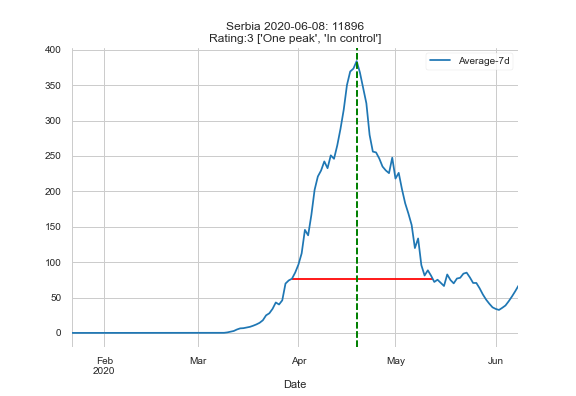 Serbia 2020-06-08: 11896
Rating:3 ['One peak', 'In control']
Average-7d
400
350
300
250
200
150
100
50
0
Feb
2020
Mar
Apr
May
Jun
Date